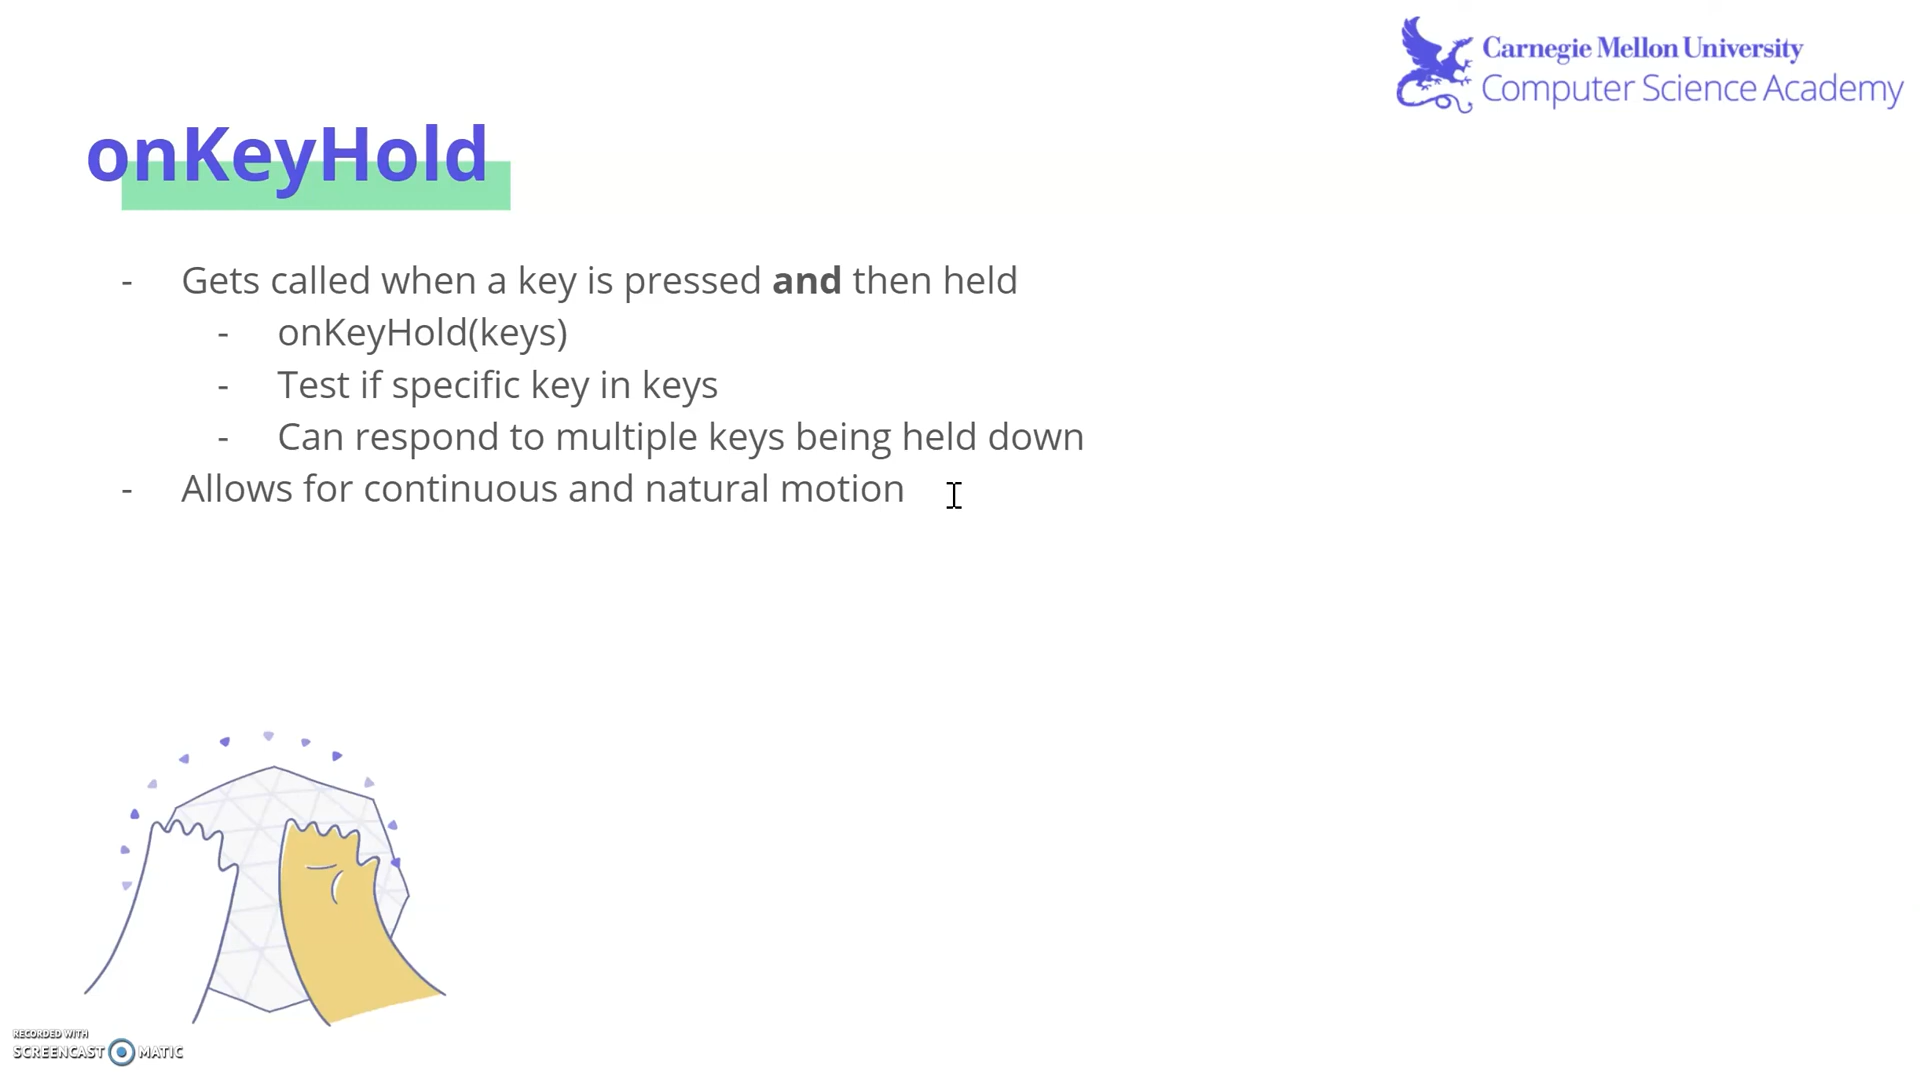 Carnegie Mellon University
Computer Science Academy
onKeyHold
- Gets called when a key is pressed and then held
- onKeyHold(keys)
- Test if specific key in keys
- Can respond to multiple keys being held down
- Allows for continuous and natural motion
RECORDED WITH
SCREENCAST MATIC